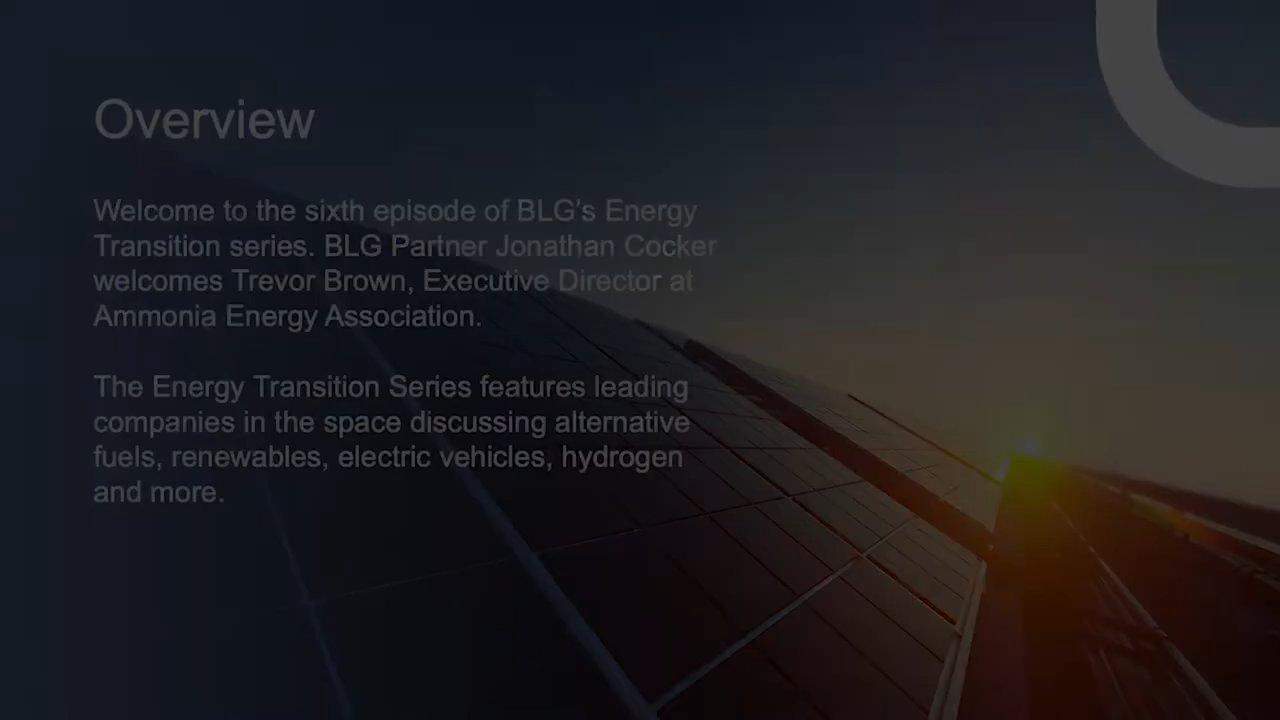 Overview
Welcome to the sixth episode of BLG's Energy
Transition series. BLG Partner Jonathan Cocker
welcomes Trevor Brown, Executive Director at
Ammonia Energy Association.
The Energy Transition Series features leading
companies in the space discussing alternative
fuels, renewables, electric vehicles, hydrogen
and more.